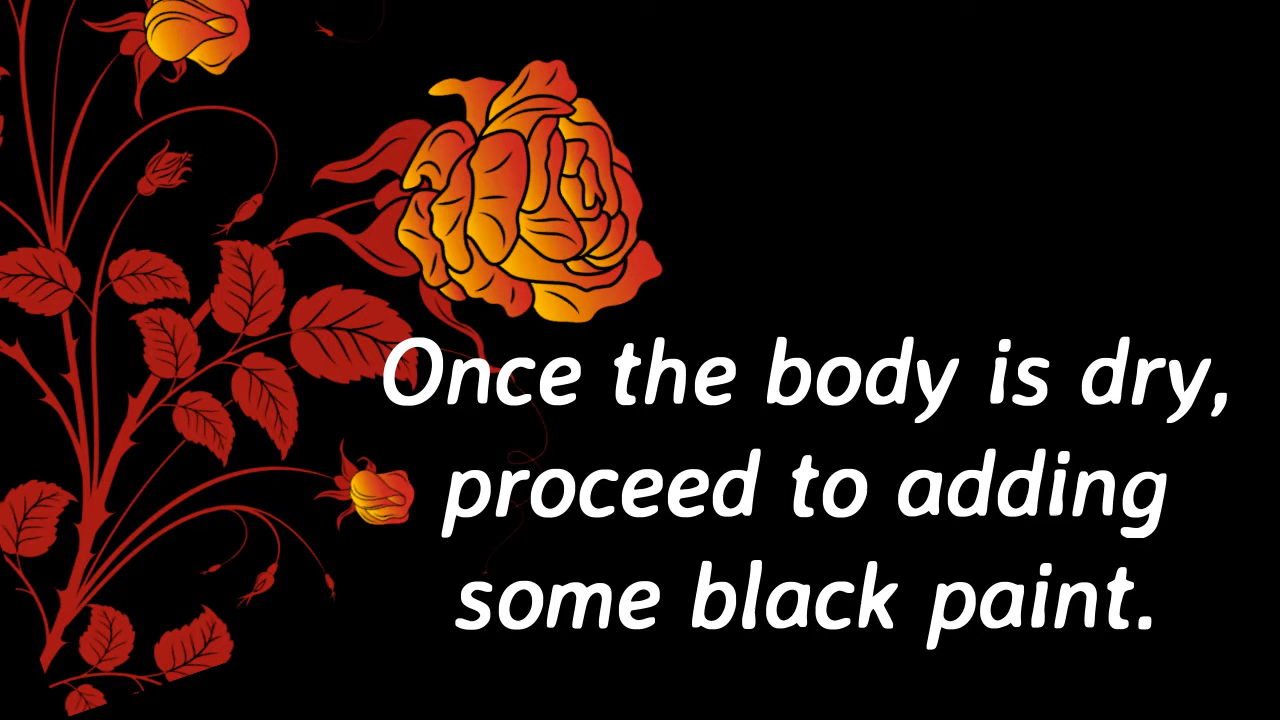 Once the body is dry,
proceed to adding
some black paint.